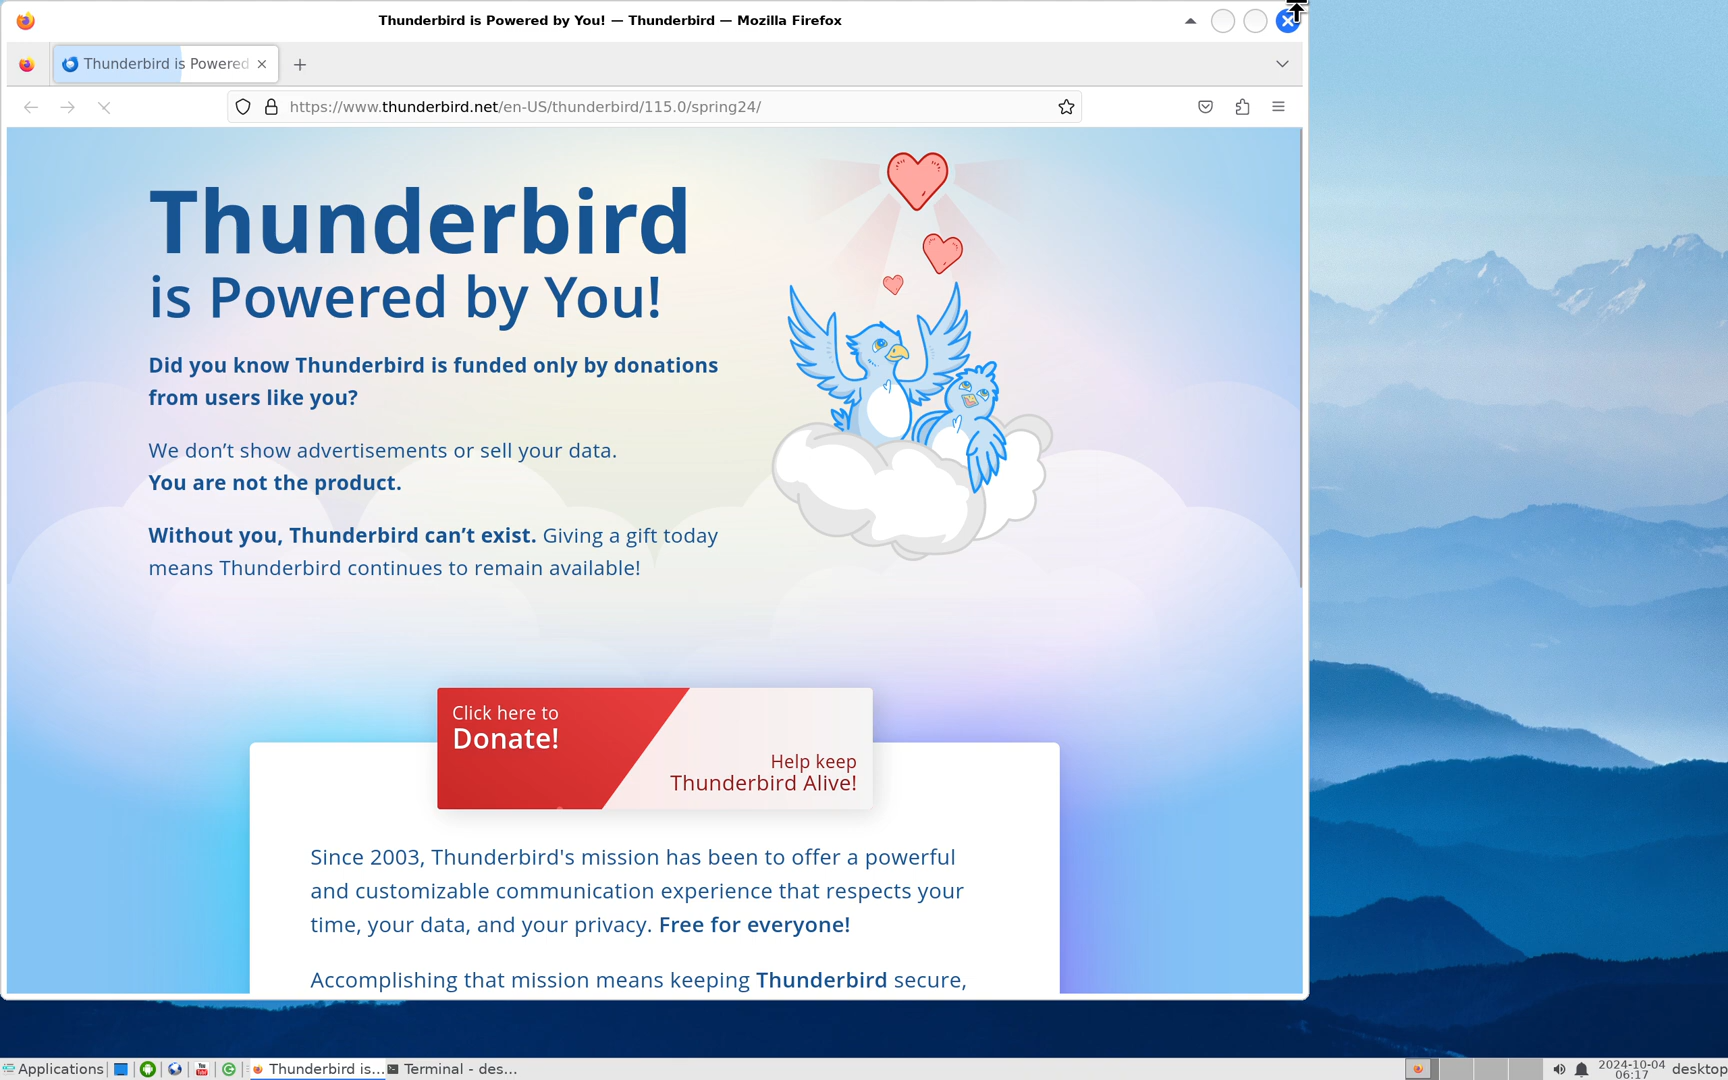 Thunderbird is Powered by You! — Thunderbird — Mozilla Firefox
Thunderbird is Powered
https://www.thunderbird.net/en-US/thunderbird/115.0/spring24/
Thunderbird
is Powered by You!
Did you know Thunderbird is funded only by donations
from users like you?
We don’t show advertisements or sell your data.
You are not the product.
Without you, Thunderbird can’t exist. Giving a gift today
means Thunderbird continues to remain available!
Click here to
Donate!
Help keep
Thunderbird Alive!
Since 2003, Thunderbird's mission has been to offer a powerful
and customizable communication experience that respects your
time, your data, and your privacy. Free for everyone!
Accomplishing that mission means keeping Thunderbird secure,
Applications
Thunderbird is...
Terminal - des...
2024-10-04
06:17
desktop